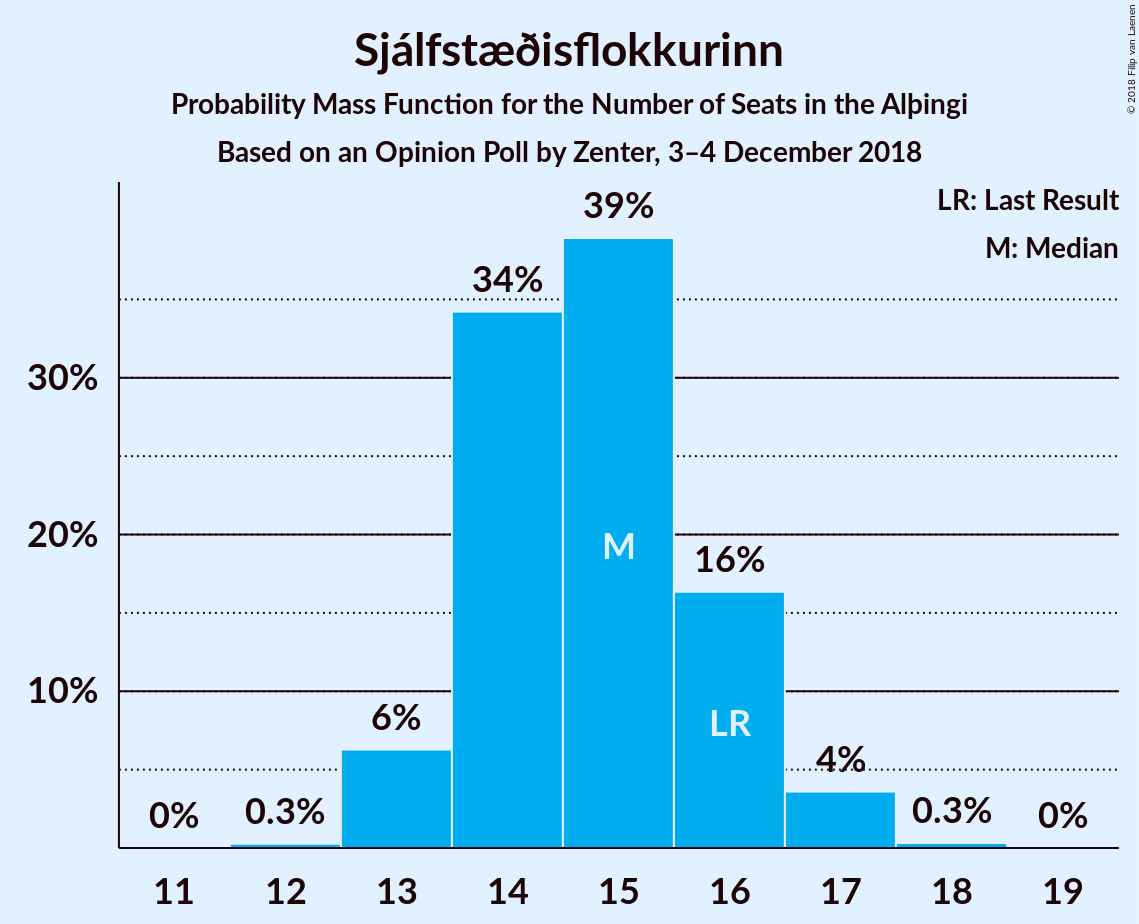 Sjálfstæðisflokkurinn
Probability Mass Function for the Number of Seats in the Alþingi
Based on an Opinion Poll by Zenter, 3–4 December 2018
© 2018 Filip van Laenen
LR: Last Result
M: Median
39%
34%
30%
M
20%
16%
10%
LR
6%
4%
0%
0.3%
0.3%
0%
11 12 13 14 15 16 17 18 19